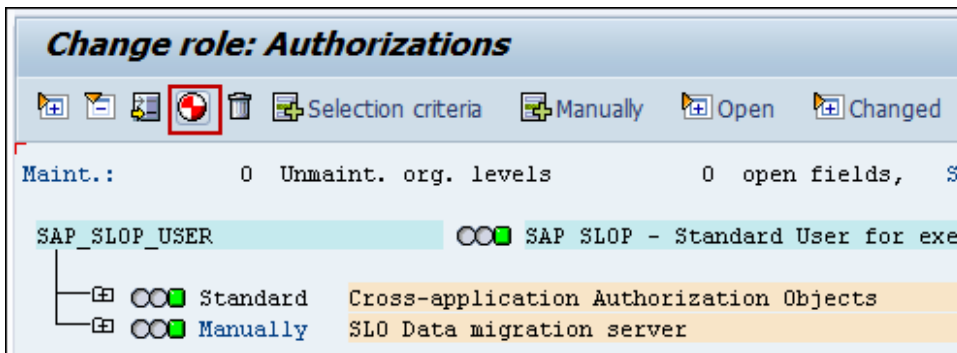 Change role: Authorizations
Selection criteria Manually Open Changed
Maint.: 0 Unmaint. org. levels 0 open fields, S
SAP_SLOP_USER SAP SLOP - Standard User for exe
Standard Cross-application Authorization Objects
Manually SLO Data migration server